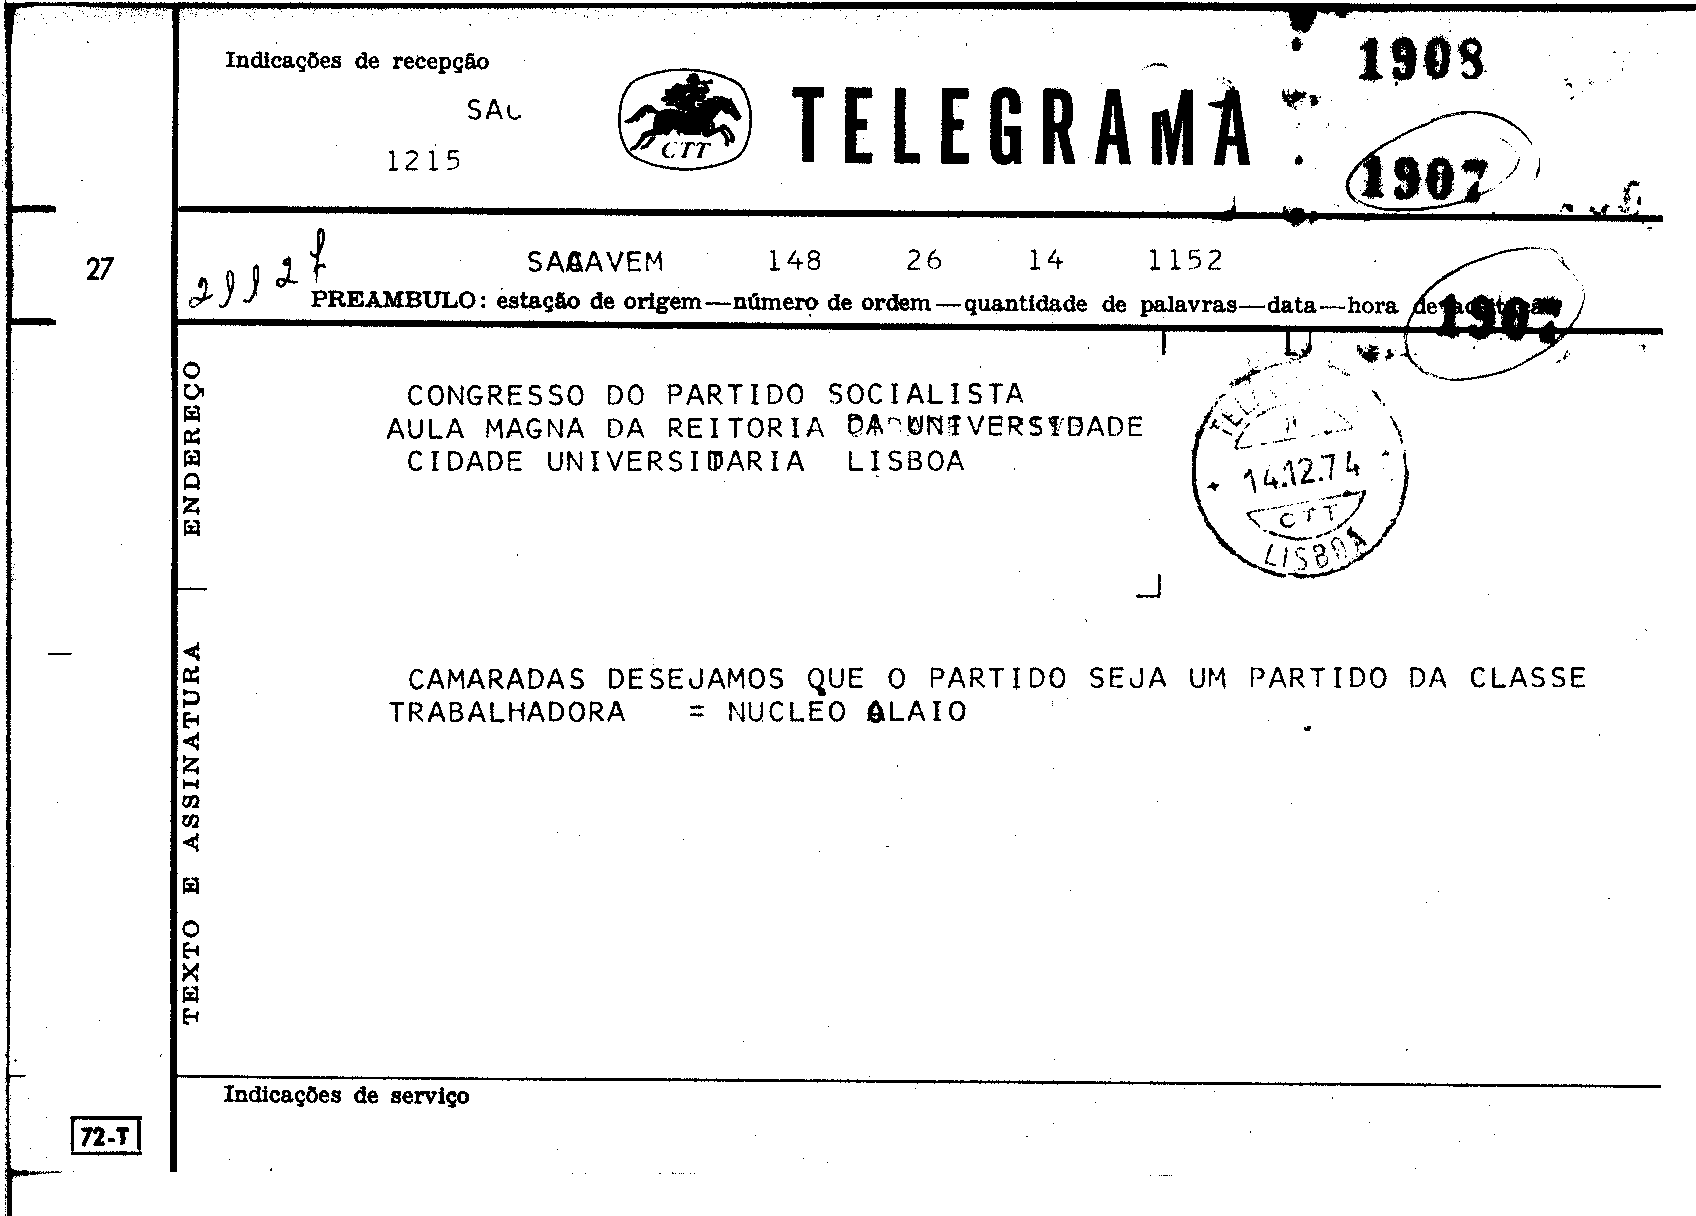 Indicações de recepção
SAC
1215
CTT
TELEGRAMA
1908
1907
27
SACAVEM 148 26 14 1152
PREAMBULO: estação de origem—número de ordem—quantidade de palavras—data—hora de
190
ENDEREÇO
CONGRESSO DO PARTIDO SOCIALISTA
AULA MAGNA DA REITORIA DA UNIVERSIDADE
CIDADE UNIVERSITARIA LISBOA
14.12.74
CTT
LISBOA
TEXTO E ASSINATURA
CAMARADAS DESEJAMOS QUE O PARTIDO SEJA UM PARTIDO DA CLASSE
TRABALHADORA = NUCLEO OLAIO
Indicações de serviço
72-T